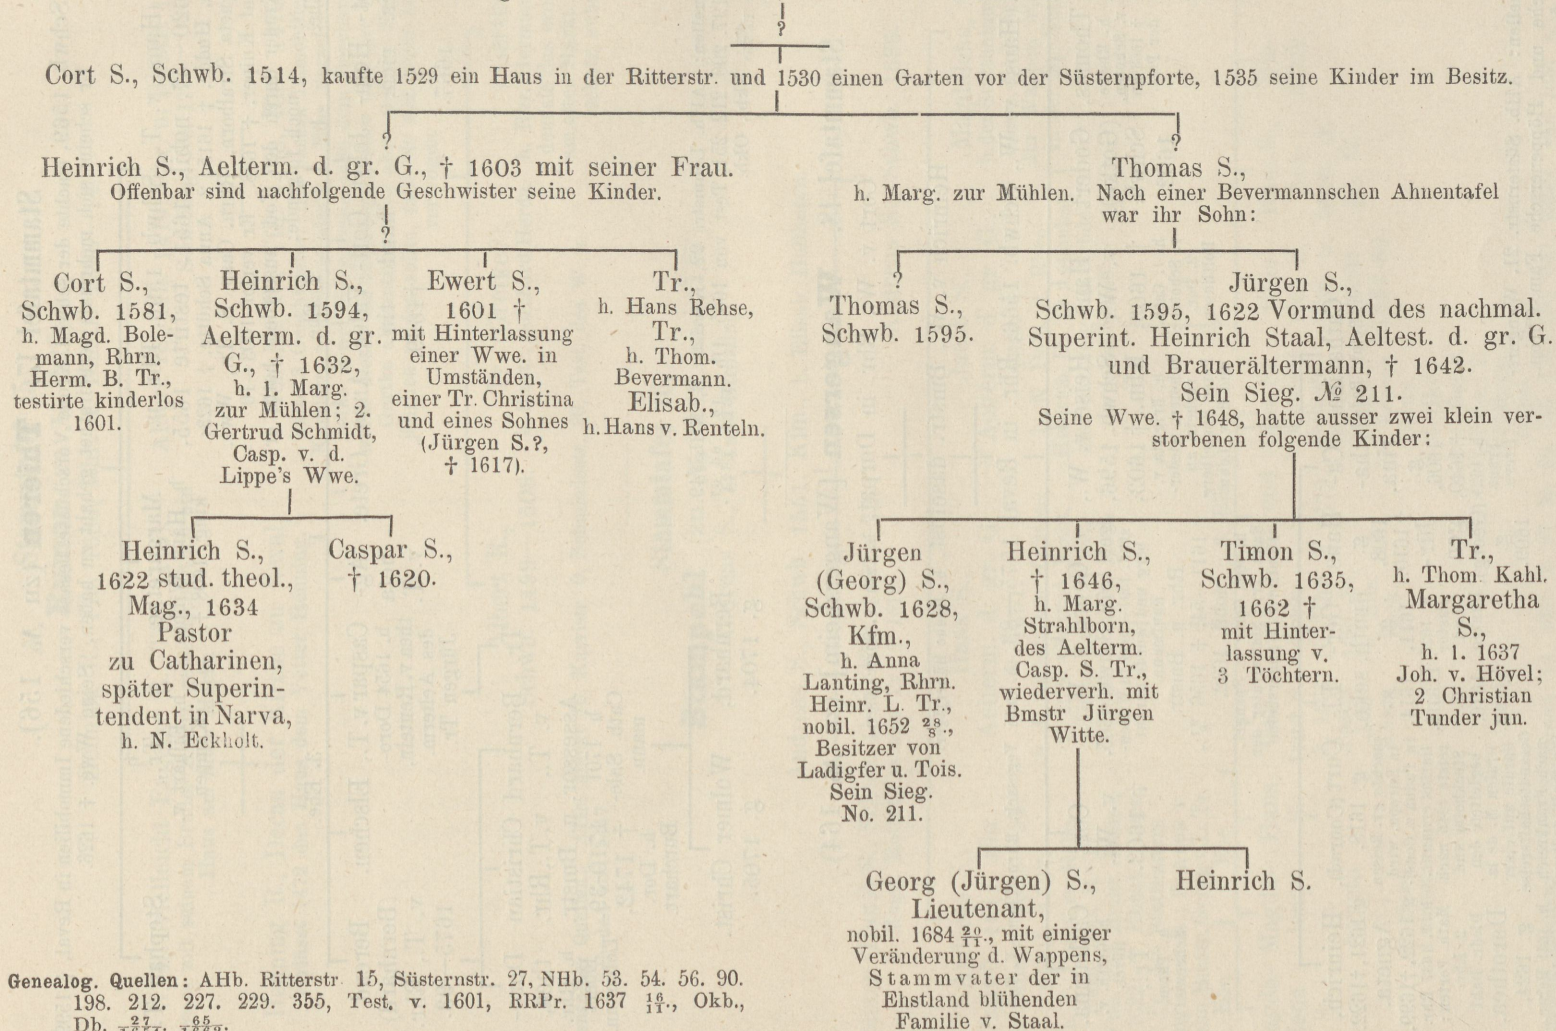 ?
Cort S., Schwb. 1514, kaufte 1529 ein Haus in der Ritterstr. und 1530 einen Garten vor der Süsternpforte, 1535 seine Kinder im Besitz.
?
Heinrich S., Aelterm. d. gr. G., † 1603 mit seiner Frau.
Offenbar sind nachfolgende Geschwister seine Kinder.
?
Thomas S.,
h. Marg. zur Mühlen. Nach einer Bevermannschen Ahnentafel
war ihr Sohn:
?
Cort S.,
Schwb. 1581,
h. Magd. Bole-
mann, Rhrn.
Herm. B. Tr.,
testirte kinderlos
1601.
Heinrich S.,
Schwb. 1594,
Aelterm. d. gr.
G., † 1632,
h. 1. Marg.
zur Mühlen; 2.
Gertrud Schmidt,
Casp. v. d.
Lippe's Wwe.
Ewert S.,
1601 †
mit Hinterlassung
einer Wwe. in
Umständen,
einer Tr. Christina
und eines Sohnes
(Jürgen S.?,
† 1617).
Tr.,
h. Hans Rehse,
Tr.,
h. Thom.
Bevermann.
Elisab.,
h. Hans v. Renteln.
?
Thomas S.,
Schwb. 1595.
Jürgen S.,
Schwb. 1595, 1622 Vormund des nachmal.
Superint. Heinrich Staal, Aeltest. d. gr. G.
und Brauerältermann, † 1642.
Sein Sieg. № 211.
Seine Wwe. † 1648, hatte ausser zwei klein ver-
storbenen folgende Kinder:
Heinrich S.,
1622 stud. theol.,
Mag., 1634
Pastor
zu Catharinen,
später Superin-
tendent in Narva,
h. N. Eckholt.
Caspar S.,
† 1620.
Jürgen
(Georg) S.,
Schwb. 1628,
Kfm.,
h. Anna
Lanting, Rhrn.
Heinr. L. Tr.,
nobil. 1652 28/8.,
Besitzer von
Ladigfer u. Tois.
Sein Sieg.
No. 211.
Heinrich S.,
† 1646,
h. Marg.
Strahlborn,
des Aelterm.
Casp. S. Tr.,
wiederverh. mit
Bmstr Jürgen
Witte.
Timon S.,
Schwb. 1635,
1662 †
mit Hinter-
lassung v.
3 Töchtern.
Tr.,
h. Thom Kahl.
Margaretha
S.,
h. 1. 1637
Joh. v. Hövel;
2 Christian
Tunder jun.
Georg (Jürgen) S.,
Lieutenant,
nobil. 1684 20/11., mit einiger
Veränderung d. Wappens,
Stammvater der in
Ehstland blühenden
Familie v. Staal.
Heinrich S.
Genealog. Quellen: AHb. Ritterstr 15, Süsternstr. 27, NHb. 53. 54. 56. 90.
198. 212. 227. 229. 355, Test. v. 1601, RRPr. 1637 16/11., Okb.,
Db.